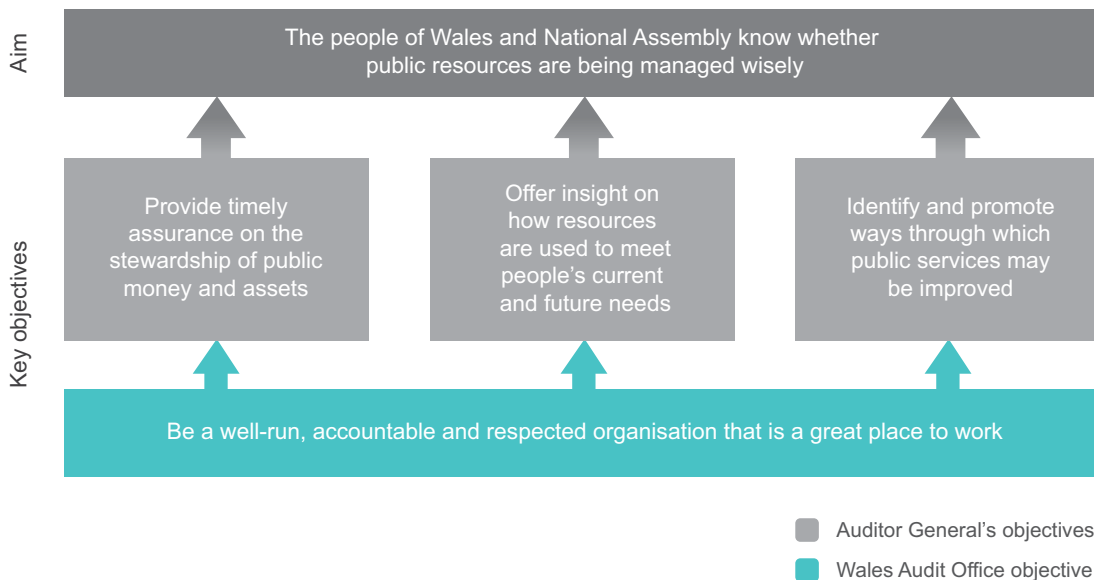 Aim
The people of Wales and National Assembly know whether
public resources are being managed wisely
Key objectives
Provide timely
assurance on the
stewardship of public
money and assets
Offer insight on
how resources
are used to meet
people's current
and future needs
Identify and promote
ways through which
public services may
be improved
Be a well-run, accountable and respected organisation that is a great place to work
Auditor General's objectives
Wales Audit Office objective